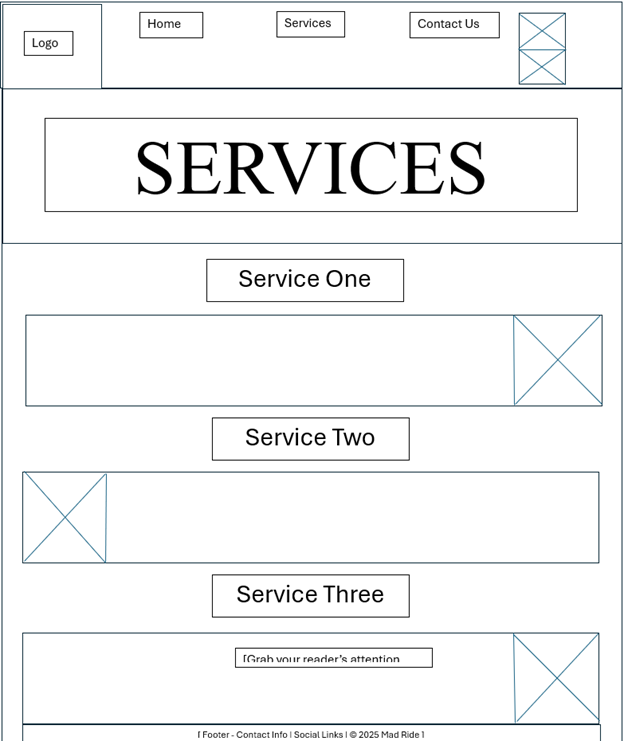 Logo
Home
Services
Contact Us
SERVICES
Service One
Service Two
Service Three
[Grab your reader’s attention
[ Footer - Contact Info | Social Links | © 2025 Mad Ride ]